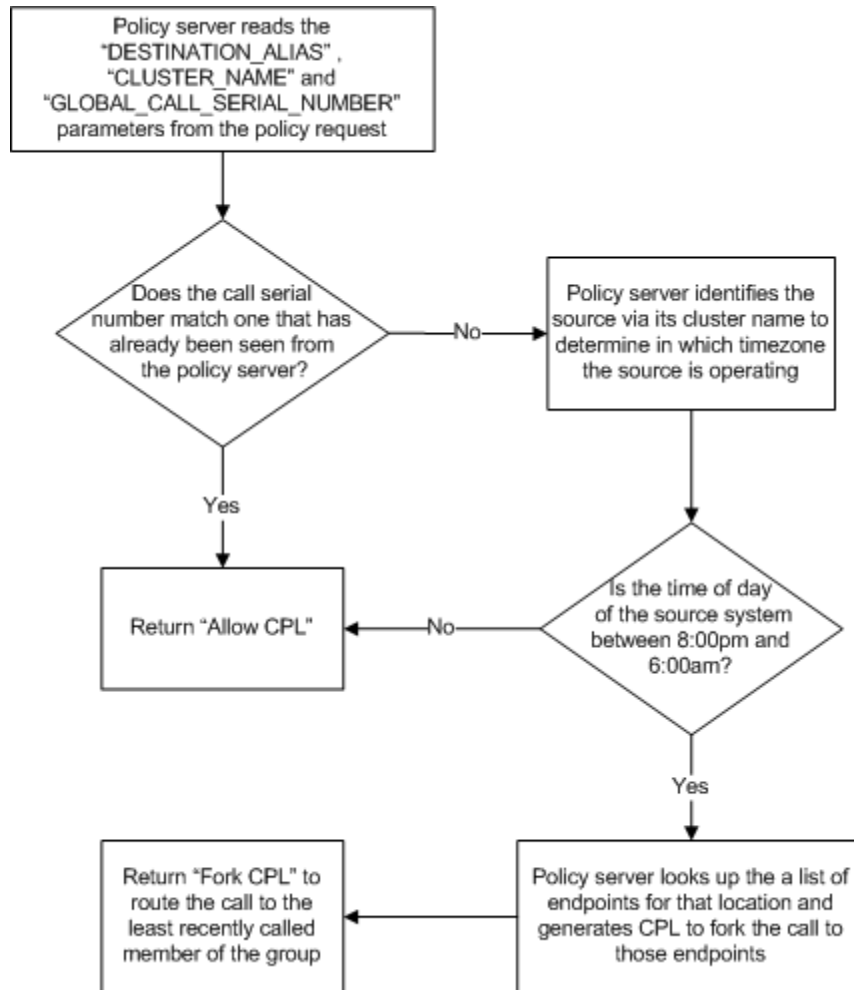 Policy server reads the
“DESTINATION_ALIAS” ,
“CLUSTER_NAME” and
“GLOBAL_CALL_SERIAL_NUMBER”
parameters from the policy request
Does the call serial
number match one that has
already been seen from
the policy server?
No
Policy server identifies the
source via its cluster name to
determine in which timezone
the source is operating
Yes
Return “Allow CPL”
No
Is the time of day
of the source system
between 8:00pm and
6:00am?
Yes
Return “Fork CPL” to
route the call to the
least recently called
member of the group
Policy server looks up the a list of
endpoints for that location and
generates CPL to fork the call to
those endpoints